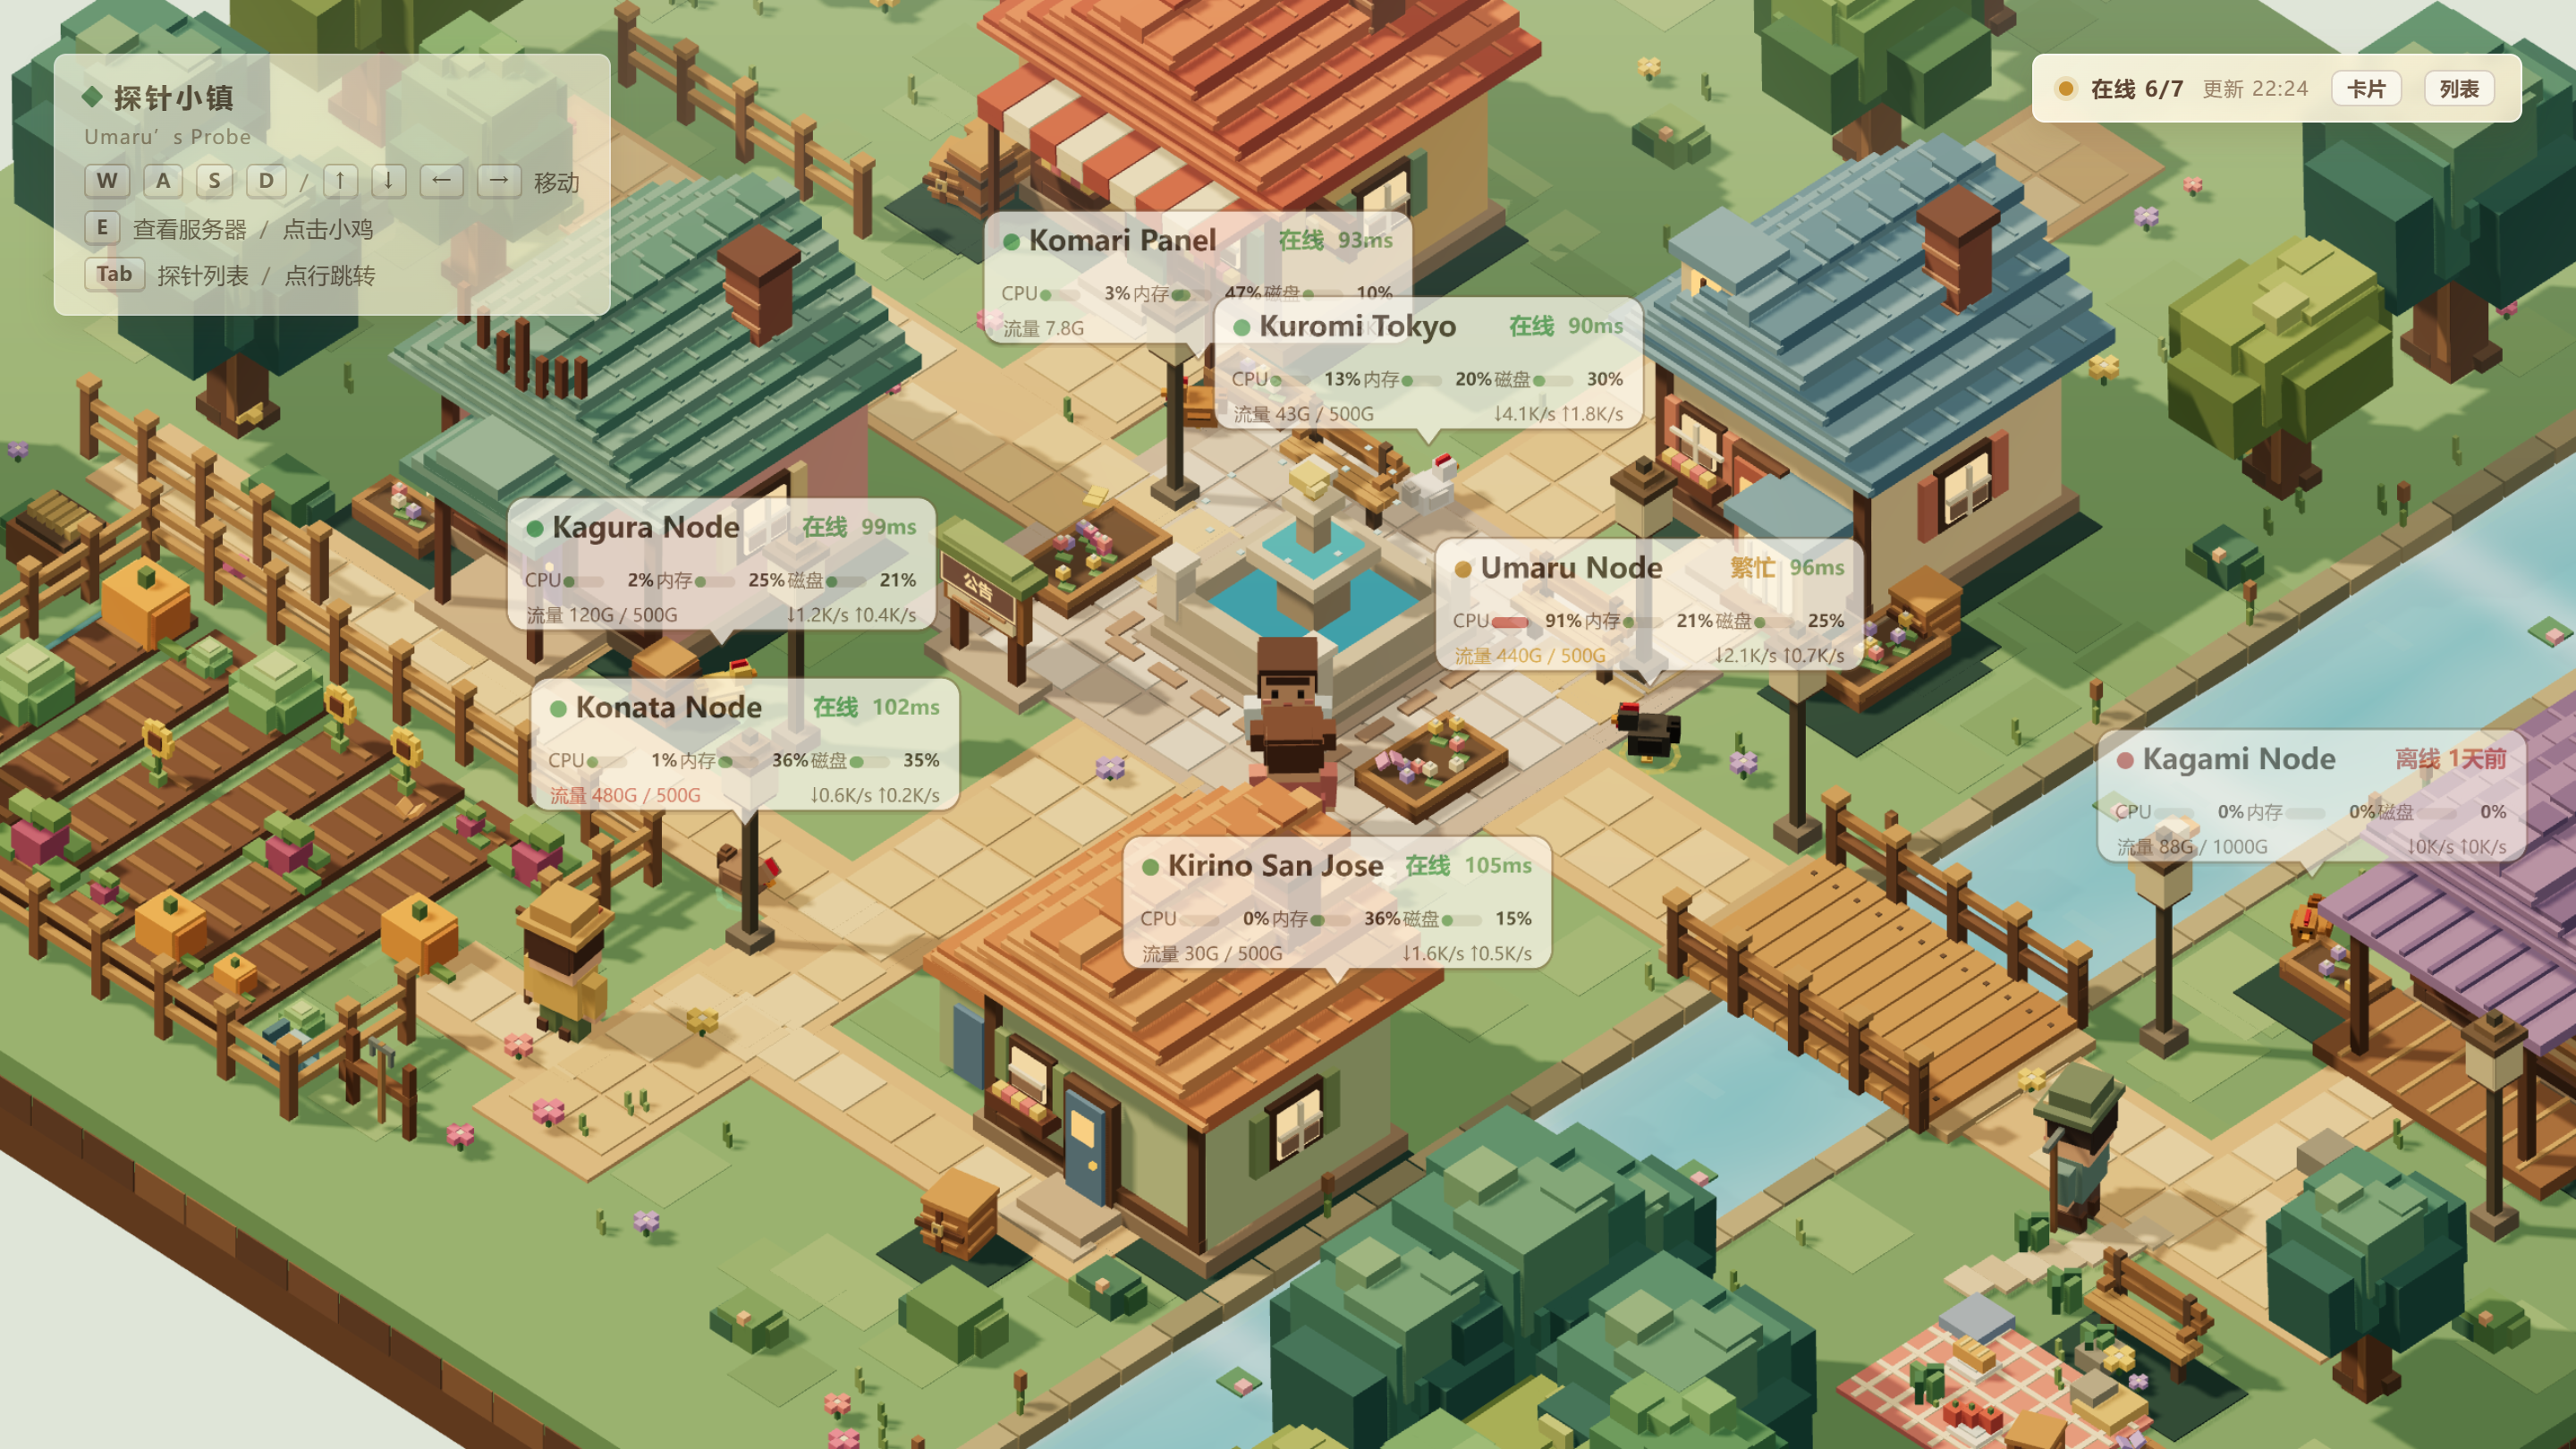 探针小镇
Umaru's Probe
W A S D / ↑ ↓ ← → 移动
E 查看服务器 / 点击小鸡
Tab 探针列表 / 点行跳转
在线 6/7 更新 22:24 卡片 列表
Komari Panel 在线 93ms
CPU 3% 内存 47% 磁盘 10%
流量 7.8G
Kuromi Tokyo 在线 90ms
CPU 13% 内存 20% 磁盘 30%
流量 43G / 500G ↓4.1K/s ↑1.8K/s
Kagura Node 在线 99ms
CPU 2% 内存 25% 磁盘 21%
流量 120G / 500G ↓1.2K/s ↑0.4K/s
公告
Umaru Node 繁忙 96ms
CPU 91% 内存 21% 磁盘 25%
流量 440G / 500G ↓2.1K/s ↑0.7K/s
Konata Node 在线 102ms
CPU 1% 内存 36% 磁盘 35%
流量 480G / 500G ↓0.6K/s ↑0.2K/s
Kagami Node 离线 1天前
CPU 0% 内存 0% 磁盘 0%
流量 88G / 1000G ↓0K/s ↑0K/s
Kirino San Jose 在线 105ms
CPU 0% 内存 36% 磁盘 15%
流量 30G / 500G ↓1.6K/s ↑0.5K/s